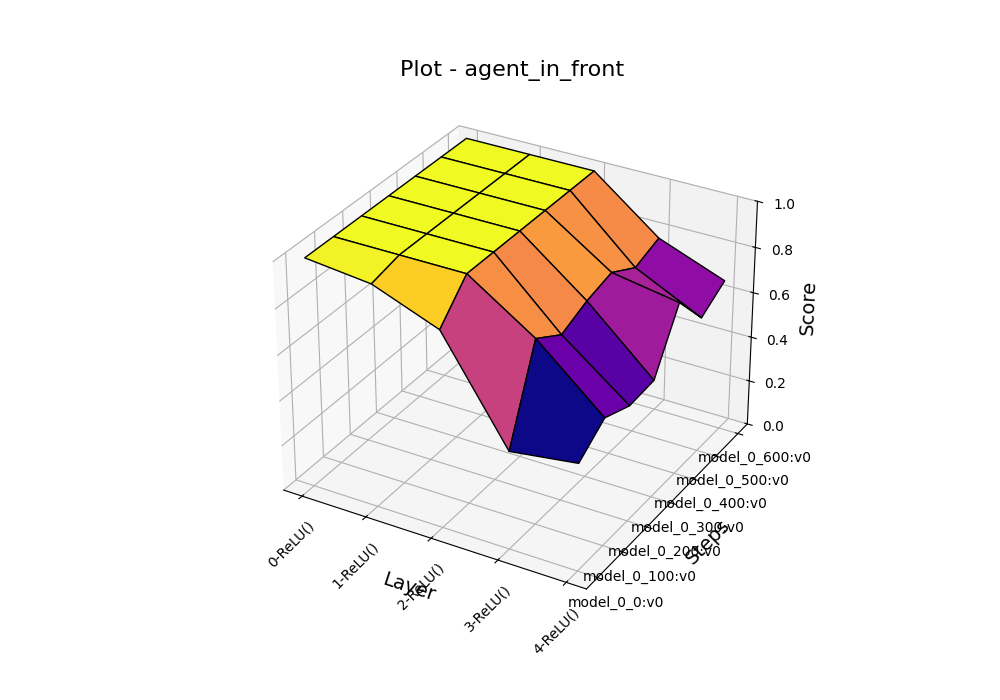 Plot - agent_in_front
1.0
0.8
0.6
0.4
0.2
0.0
Score
model_0_600:v0
model_0_500:v0
model_0_400:v0
model_0_300:v0
model_0_200:v0
model_0_100:v0
model_0_0:v0
Steps
0-ReLU()
1-ReLU()
2-ReLU()
3-ReLU()
4-ReLU()
Layer